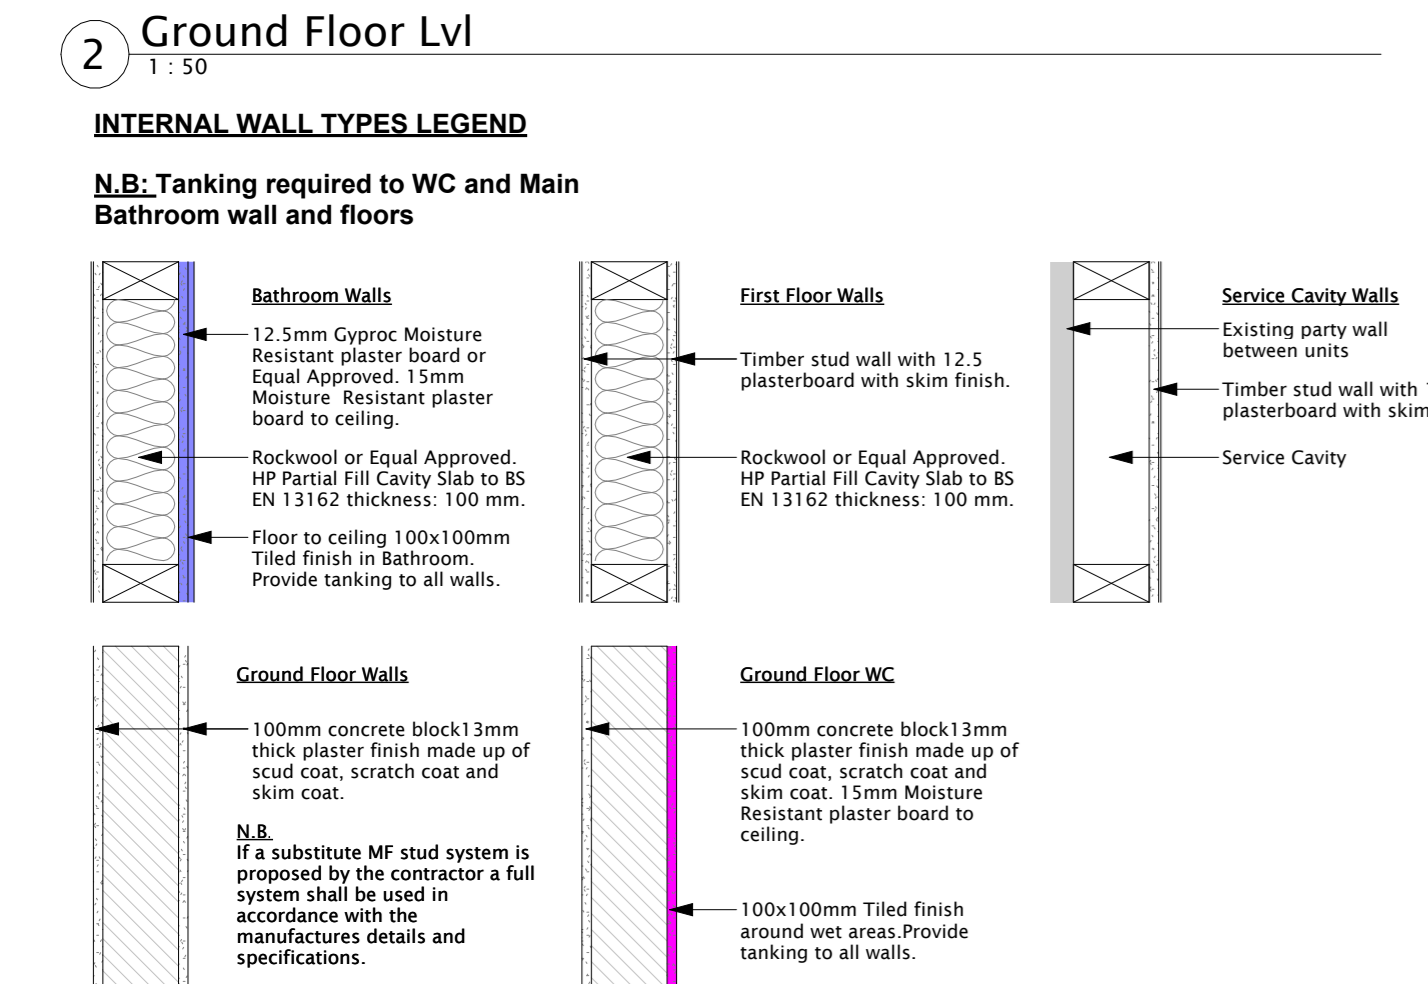 2
Ground Floor Lvl
1 : 50
INTERNAL WALL TYPES LEGEND
N.B: Tanking required to WC and Main
Bathroom wall and floors
Bathroom Walls
12.5mm Gyproc Moisture
Resistant plaster board or
Equal Approved. 15mm
Moisture Resistant plaster
board to ceiling.
Rockwool or Equal Approved.
HP Partial Fill Cavity Slab to BS
EN 13162 thickness: 100 mm.
Floor to ceiling 100x100mm
Tiled finish in Bathroom.
Provide tanking to all walls.
First Floor Walls
Timber stud wall with 12.5
plasterboard with skim finish.
Rockwool or Equal Approved.
HP Partial Fill Cavity Slab to BS
EN 13162 thickness: 100 mm.
Service Cavity Walls
Existing party wall
between units
Timber stud wall with
plasterboard with skim
Service Cavity
Ground Floor Walls
100mm concrete block13mm
thick plaster finish made up of
scud coat, scratch coat and
skim coat.
N.B.
If a substitute MF stud system is
proposed by the contractor a full
system shall be used in
accordance with the
manufactures details and
specifications.
Ground Floor WC
100mm concrete block13mm
thick plaster finish made up of
scud coat, scratch coat and
skim coat. 15mm Moisture
Resistant plaster board to
ceiling.
100x100mm Tiled finish
around wet areas.Provide
tanking to all walls.